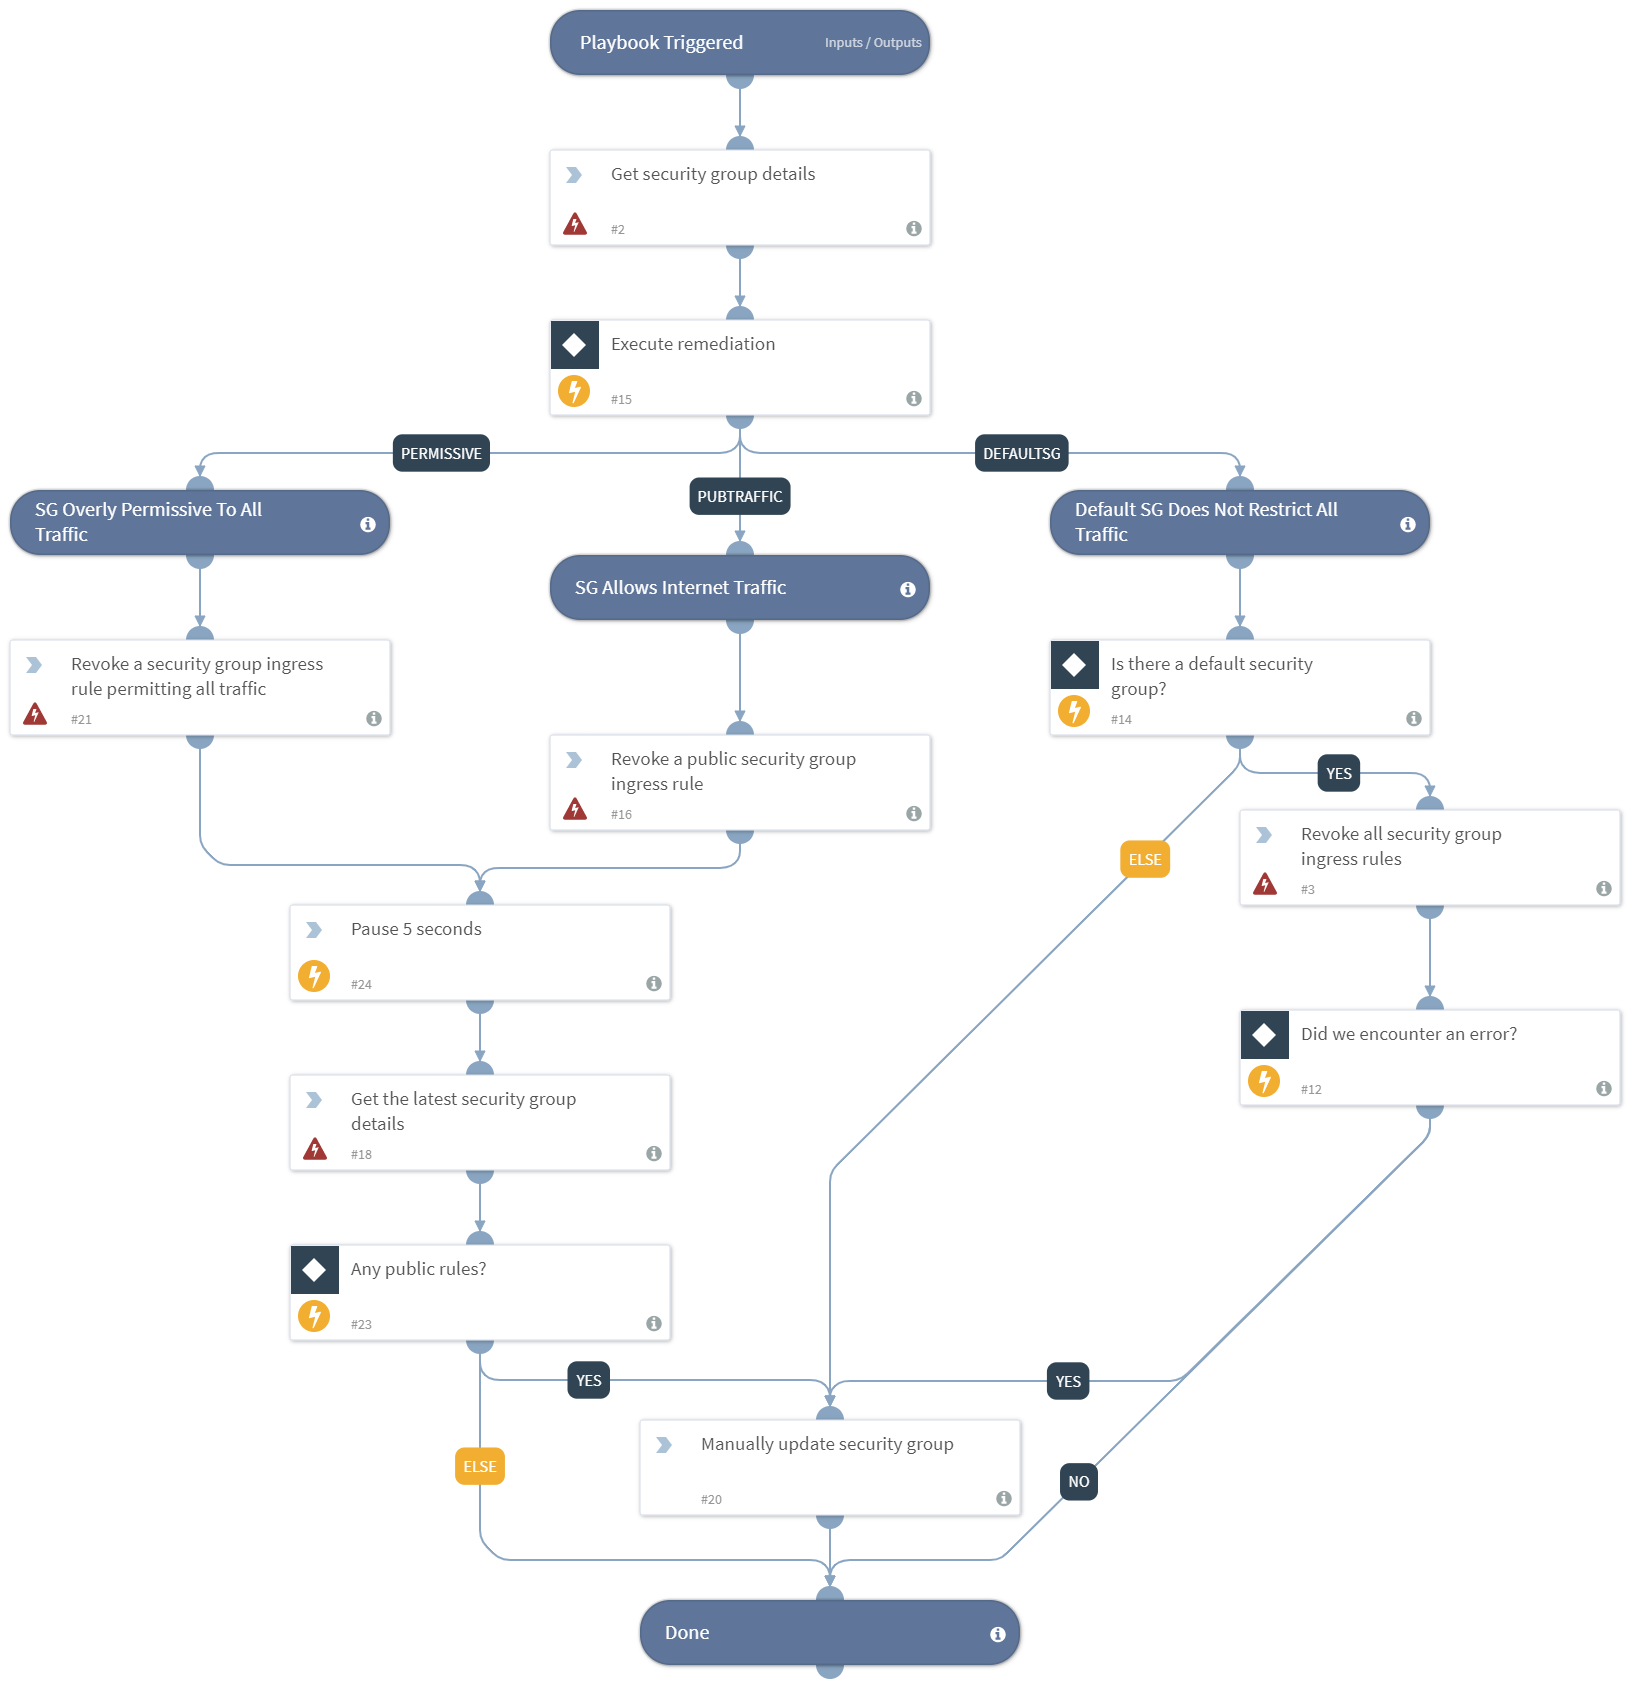 Playbook Triggered
Inputs / Outputs
Get security group details
#2
Execute remediation
#15
PERMISSIVE
DEFAULTSG
PUBTRAFFIC
SG Overly Permissive To All
Traffic
Default SG Does Not Restrict All
Traffic
SG Allows Internet Traffic
Revoke a security group ingress
rule permitting all traffic
#21
Is there a default security
group?
#14
Revoke a public security group
ingress rule
#16
YES
ELSE
Revoke all security group
ingress rules
#3
Pause 5 seconds
#24
Did we encounter an error?
#12
Get the latest security group
details
#18
Any public rules?
#23
YES
YES
Manually update security group
#20
ELSE
NO
Done